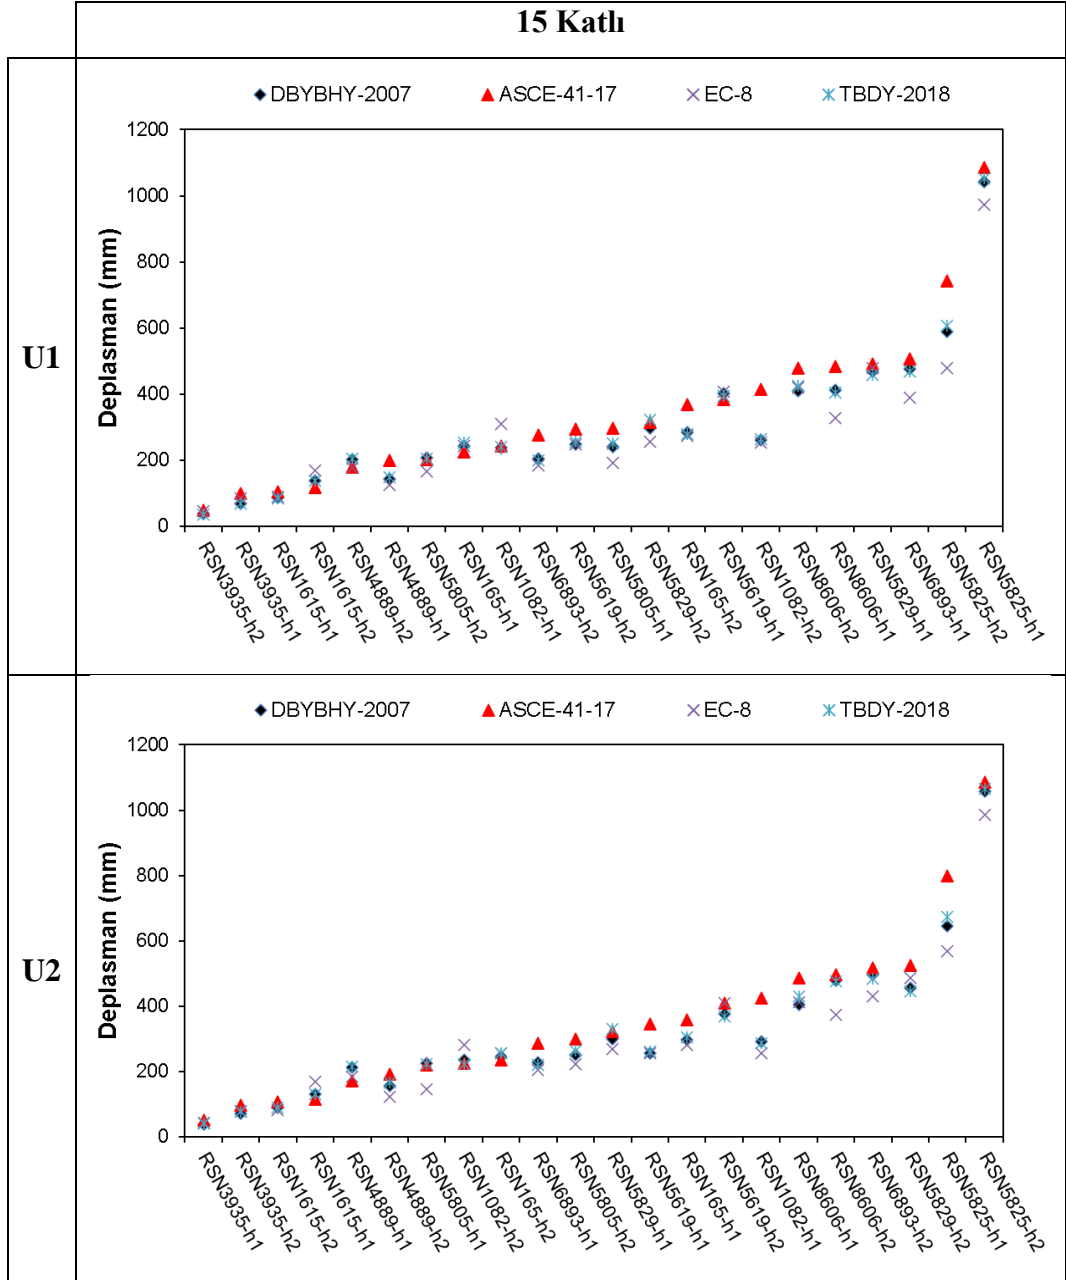 15 Katlı
U1
DBYBHY-2007 ASCE-41-17 EC-8 TBDY-2018
Deplasman (mm)
1200
1000
800
600
400
200
0
RSN3935-h2
RSN3935-h1
RSN1615-h1
RSN1615-h2
RSN4889-h2
RSN4889-h1
RSN5805-h2
RSN165-h1
RSN1082-h1
RSN6893-h2
RSN5619-h2
RSN5805-h1
RSN5829-h2
RSN165-h2
RSN5619-h1
RSN1082-h2
RSN8606-h2
RSN8606-h1
RSN5829-h1
RSN6893-h1
RSN5825-h2
RSN5825-h1
U2
DBYBHY-2007 ASCE-41-17 EC-8 TBDY-2018
Deplasman (mm)
1200
1000
800
600
400
200
0
RSN3935-h1
RSN3935-h2
RSN1615-h2
RSN1615-h1
RSN4889-h1
RSN4889-h2
RSN5805-h1
RSN1082-h2
RSN165-h2
RSN6893-h1
RSN5805-h2
RSN5829-h1
RSN5619-h1
RSN165-h1
RSN5619-h2
RSN1082-h1
RSN8606-h1
RSN8606-h2
RSN6893-h2
RSN5829-h2
RSN5825-h1
RSN5825-h2